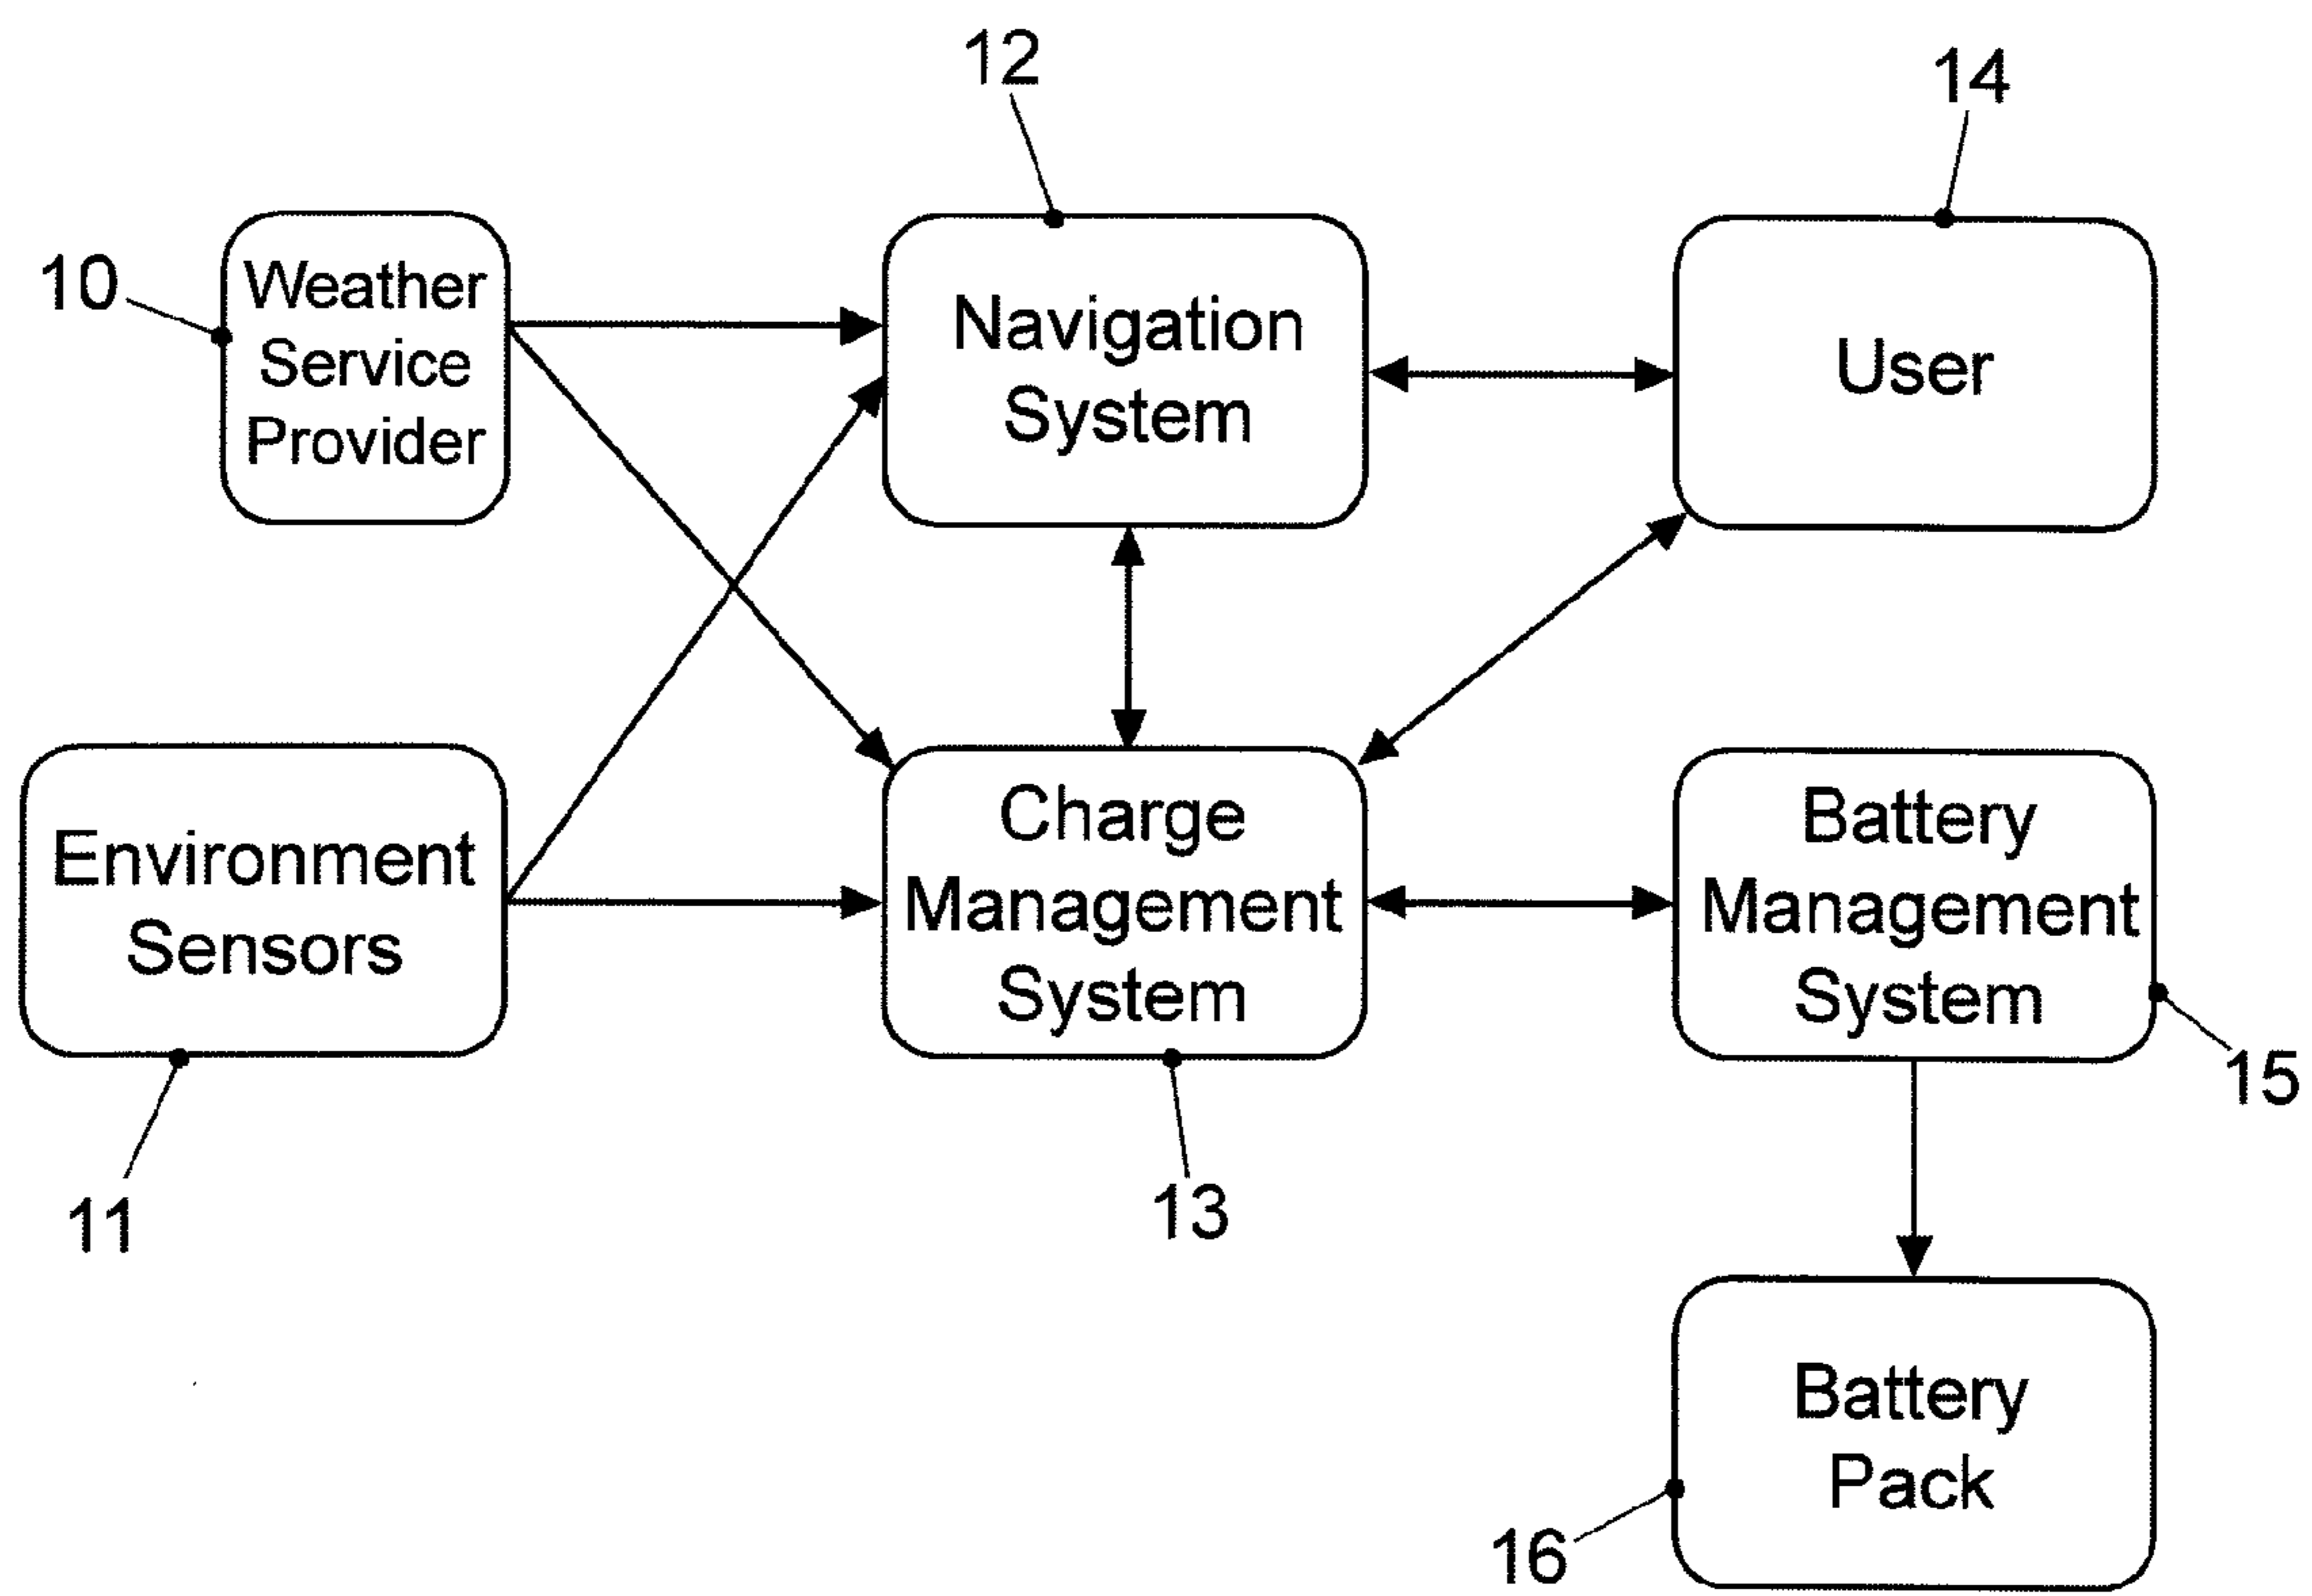 12
14
10
Weather
Service
Provider
Navigation
System
User
Environment
Sensors
Charge
Management
System
Battery
Management
System
11
13
15
Battery
Pack
16